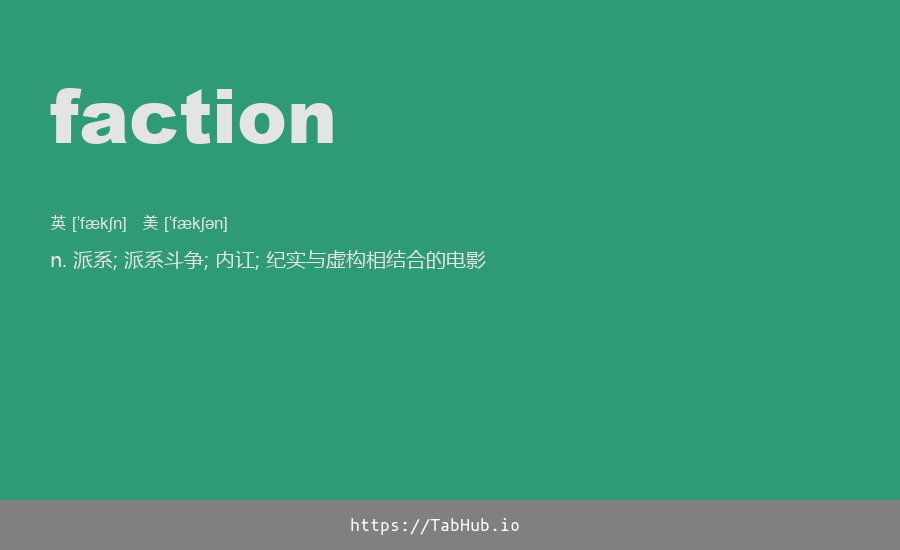 faction
英 [ˈfækʃn] 美 [ˈfækʃən]
n. 派系; 派系斗争; 内讧; 纪实与虚构相结合的电影
https://TabHub.io